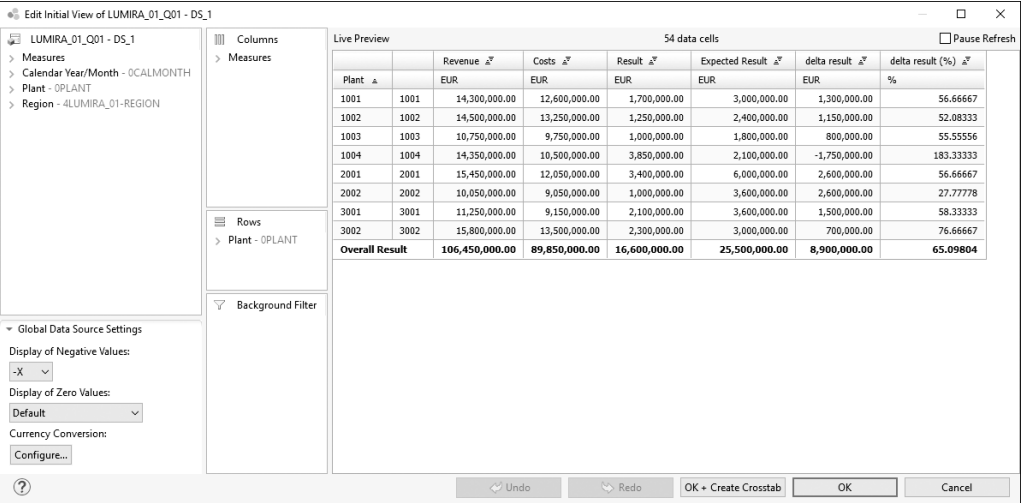 Edit Initial View of LUMIRA_01_Q01 - DS_1
LUMIRA_01_Q01 - DS_1
Measures
Calendar Year/Month - 0CALMONTH
Plant - 0PLANT
Region - 4LUMIRA_01-REGION
Global Data Source Settings
Display of Negative Values:
-X
Display of Zero Values:
Default
Currency Conversion:
Configure...
Columns
Measures
Rows
Plant - 0PLANT
Background Filter
Live Preview 54 data cells Pause Refresh
Revenue Costs Result Expected Result delta result delta result (%)
Plant EUR EUR EUR EUR EUR %
1001 1001 14,300,000.00 12,600,000.00 1,700,000.00 3,000,000.00 1,300,000.00 56.66667
1002 1002 14,500,000.00 13,250,000.00 1,250,000.00 2,400,000.00 1,150,000.00 52.08333
1003 1003 10,750,000.00 9,750,000.00 1,000,000.00 1,800,000.00 800,000.00 55.55556
1004 1004 14,350,000.00 10,500,000.00 3,850,000.00 2,100,000.00 -1,750,000.00 183.33333
2001 2001 15,450,000.00 12,050,000.00 3,400,000.00 6,000,000.00 2,600,000.00 56.66667
2002 2002 10,050,000.00 9,050,000.00 1,000,000.00 3,600,000.00 2,600,000.00 27.77778
3001 3001 11,250,000.00 9,150,000.00 2,100,000.00 3,600,000.00 1,500,000.00 58.33333
3002 3002 15,800,000.00 13,500,000.00 2,300,000.00 3,000,000.00 700,000.00 76.66667
Overall Result 106,450,000.00 89,850,000.00 16,600,000.00 25,500,000.00 8,900,000.00 65.09804
? Undo Redo OK + Create Crosstab OK Cancel